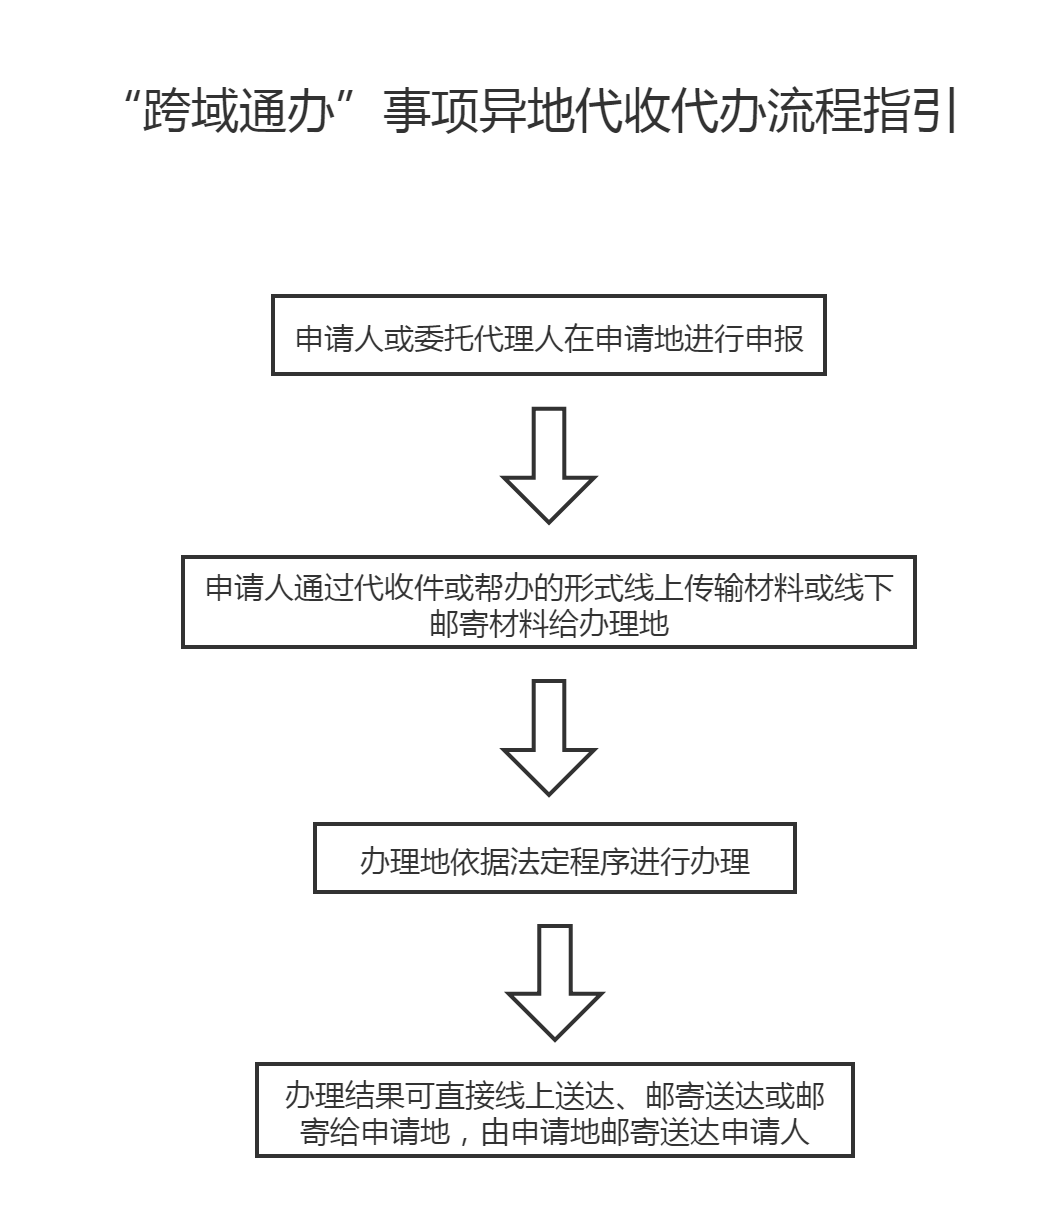 “跨域通办”事项异地代收代办流程指引
申请人或委托代理人在申请地进行申报
申请人通过代收件或帮办的形式线上传输材料或线下
邮寄材料给办理地
办理地依据法定程序进行办理
办理结果可直接线上送达、邮寄送达或邮
寄给申请地，由申请地邮寄送达申请人